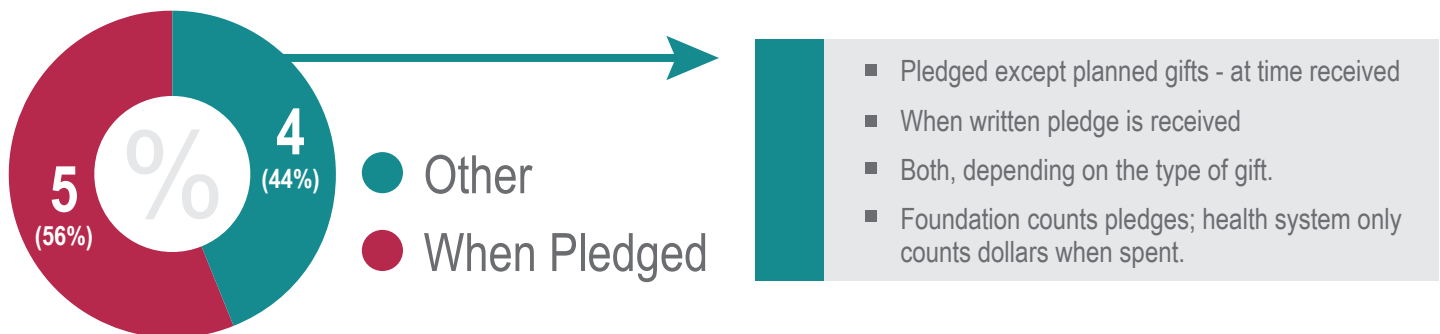 5
(56%)
%
4
(44%)
Other
When Pledged
Pledged except planned gifts - at time received
When written pledge is received
Both, depending on the type of gift.
Foundation counts pledges; health system only
counts dollars when spent.